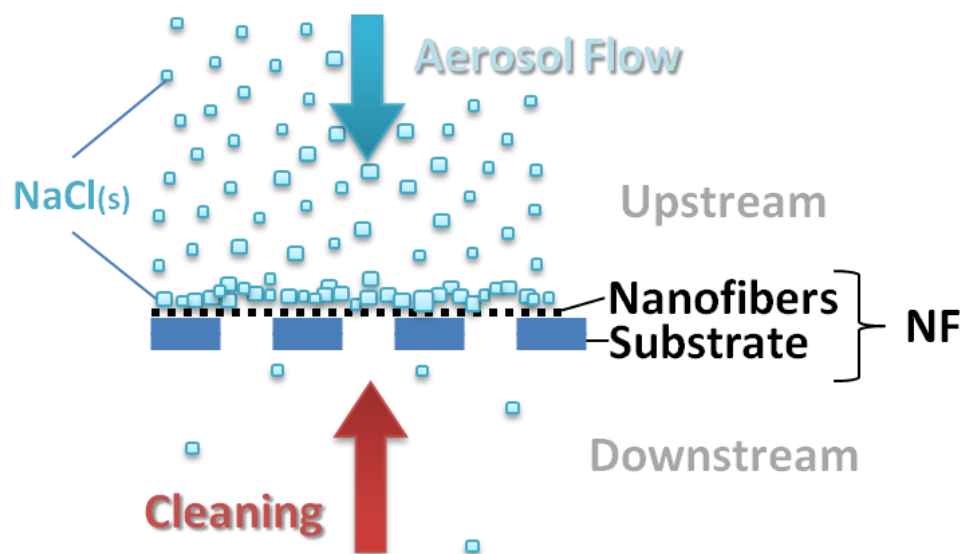 Aerosol Flow
NaCl(s)
Upstream
Nanofibers
Substrate
NF
Downstream
Cleaning